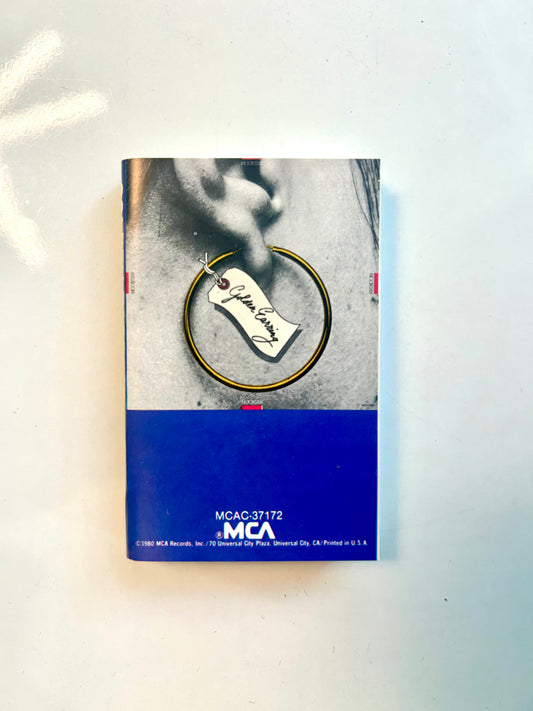 Golden Earring
MCAC-37172
®MCA
©1980 MCA Records, Inc./70 Universal City Plaza, Universal City, CA/Printed in U.S.A